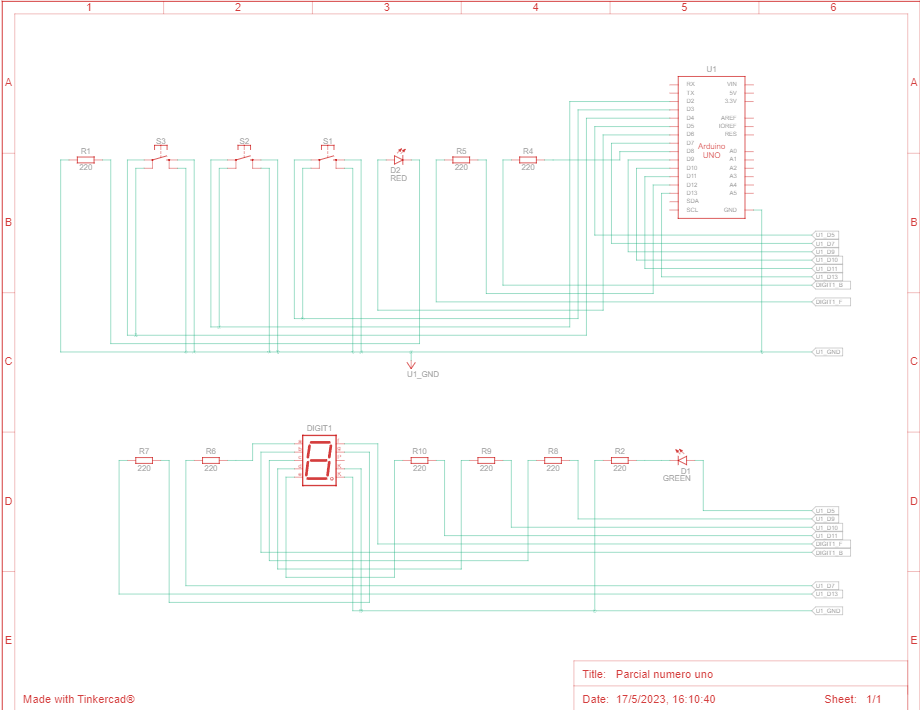 1 2 3 4 5 6
A A
B B
C C
D D
E E
U1
Arduino
UNO
RX VIN
TX 5V
D2 3.3V
D3
D4 AREF
D5 IOREF
D6 RES
D7
D8 A0
D9 A1
D10 A2
D11 A3
D12 A4
D13 A5
SDA
SCL GND
R1 S3 S2 S1 R5 R4
220 D2 220 220
RED
U1_D5
U1_D7
U1_D9
U1_D10
U1_D11
U1_D13
DIGIT1_B
DIGIT1_F
U1_GND
U1_GND
DIGIT1
R7 R6 R10 R9 R8 R2
220 220 220 220 220 220
D1
GREEN
U1_D5
U1_D9
U1_D10
U1_D11
DIGIT1_F
DIGIT1_B
U1_D7
U1_D13
U1_GND
Title: Parcial numero uno
Made with Tinkercad® Date: 17/5/2023, 16:10:40 Sheet: 1/1